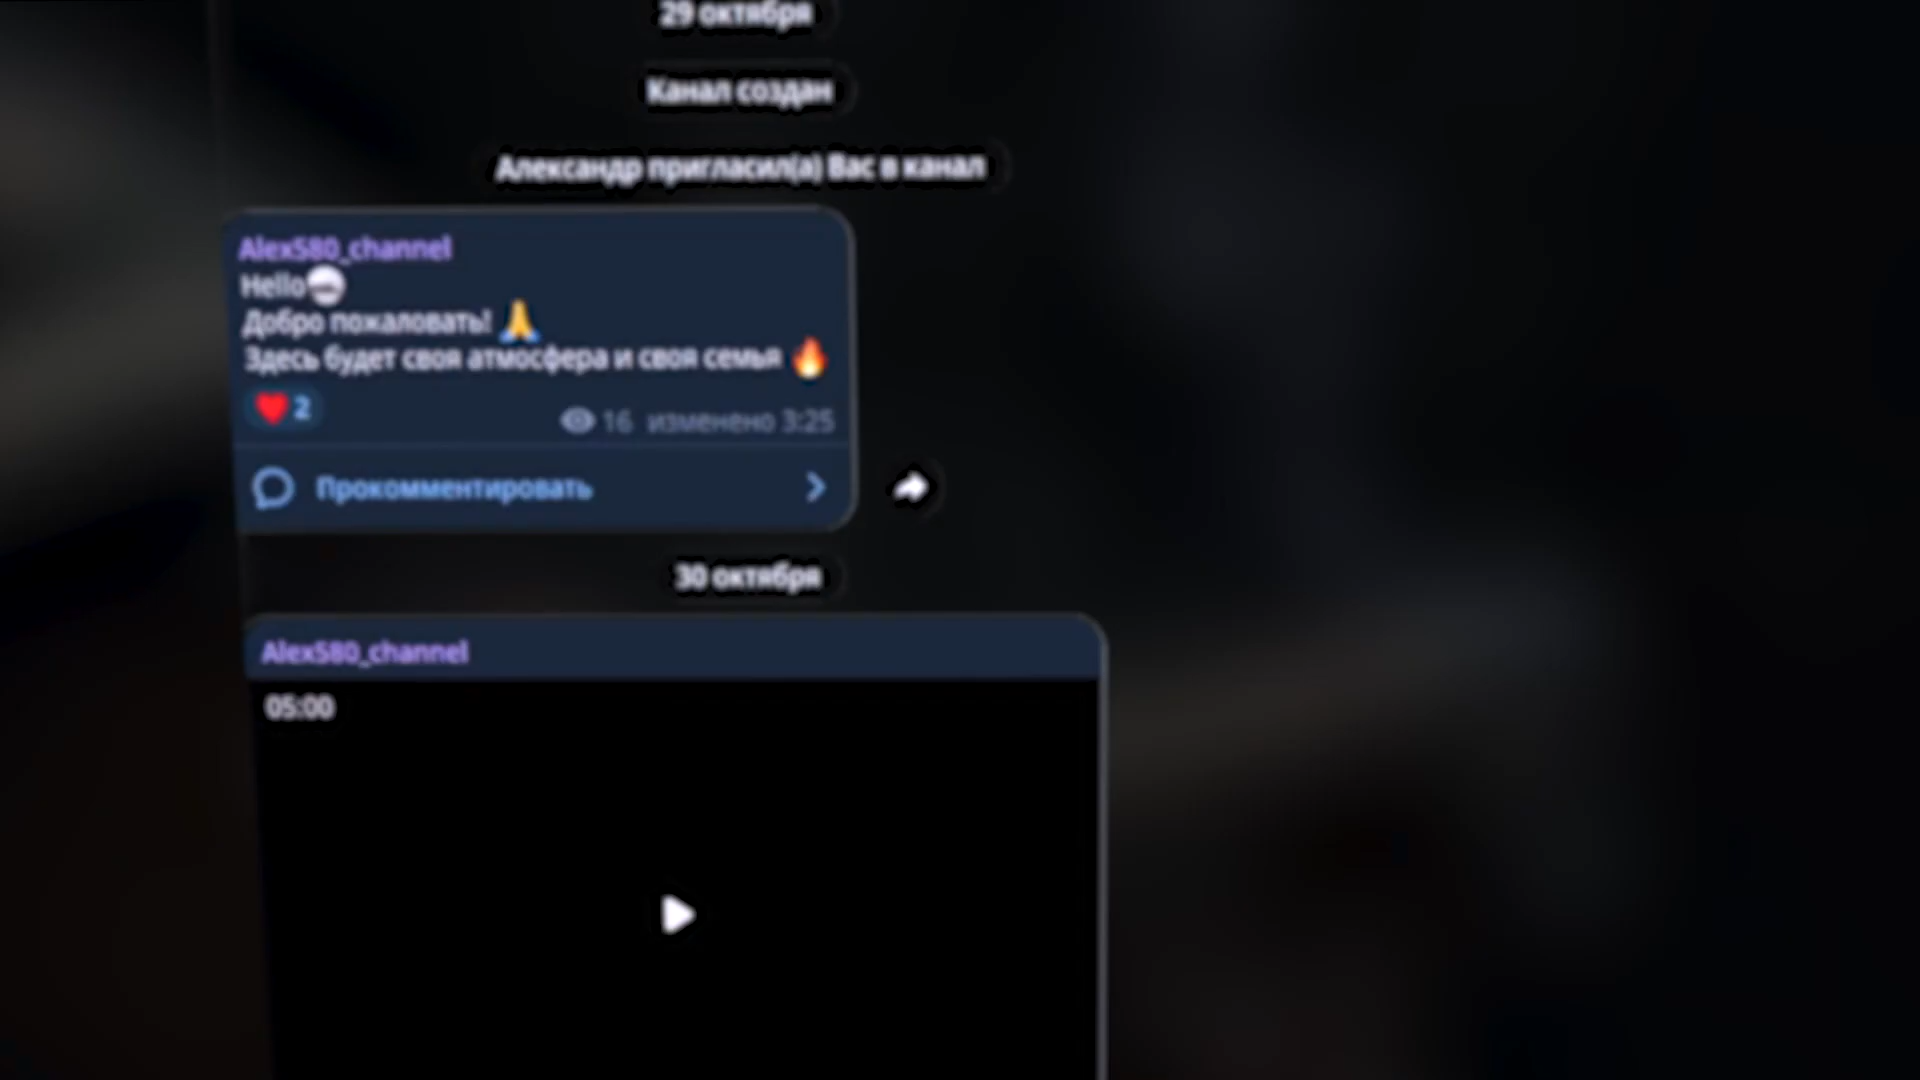 29 октября
Канал создан
Александр пригласил(а) Вас в канал
Alex580_channel
Hello
Добро пожаловать! 🙏
Здесь будет своя атмосфера и своя семья 🔥
❤️ 2
16 изменено 3:25
Прокомментировать
30 октября
Alex580_channel
05:00